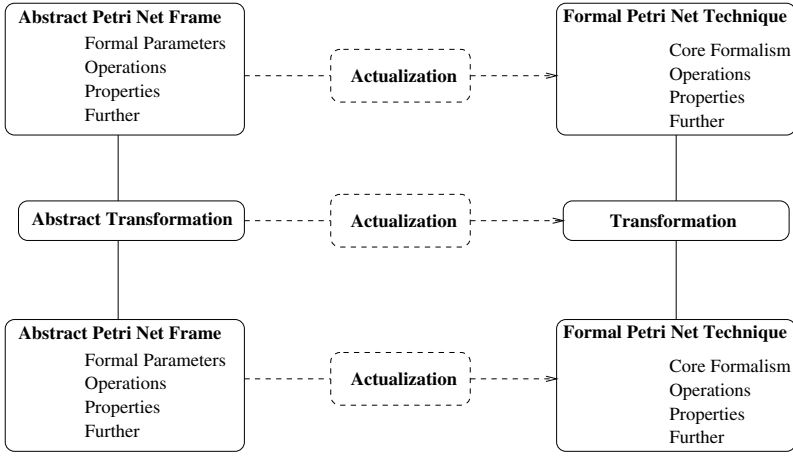 Abstract Petri Net Frame
Formal Parameters
Operations
Properties
Further
Actualization
Formal Petri Net Technique
Core Formalism
Operations
Properties
Further
Abstract Transformation
Actualization
Transformation
Abstract Petri Net Frame
Formal Parameters
Operations
Properties
Further
Actualization
Formal Petri Net Technique
Core Formalism
Operations
Properties
Further